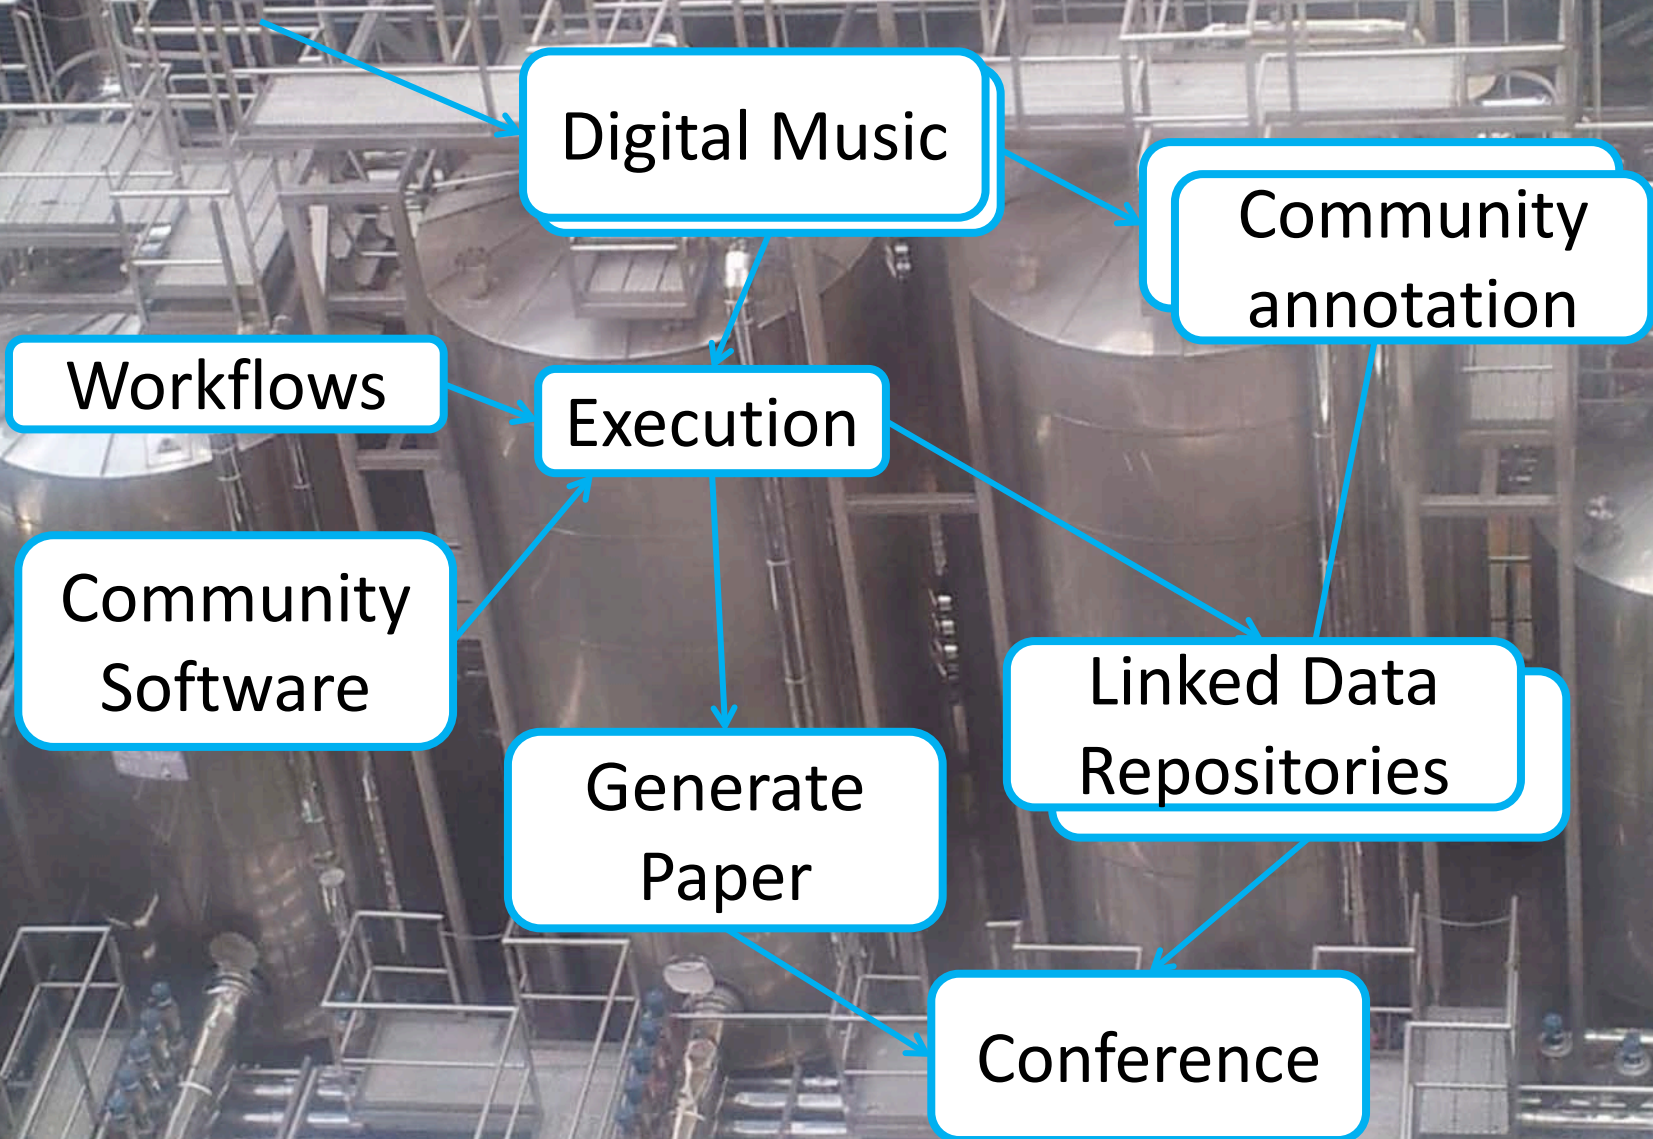 Digital Music
Community
annotation
Workflows
Execution
Community
Software
Linked Data
Repositories
Generate
Paper
Conference